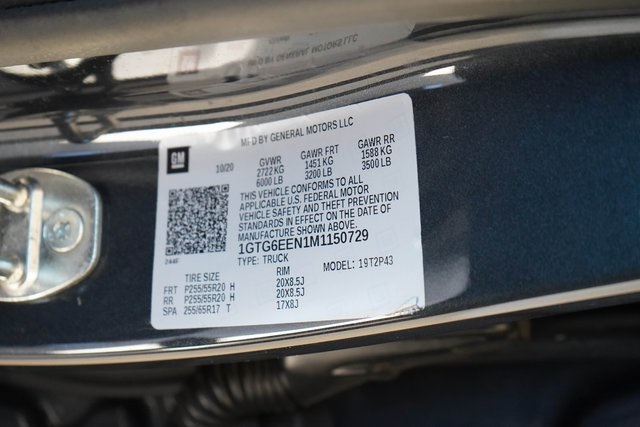 MFD BY GENERAL MOTORS LLC
GM
10/20 GVWR GAWR FRT GAWR RR
2722 KG 1451 KG 1588 KG
6000 LB 3200 LB 3500 LB
THIS VEHICLE CONFORMS TO ALL
APPLICABLE U.S. FEDERAL MOTOR
VEHICLE SAFETY AND THEFT PREVENTION
STANDARDS IN EFFECT ON THE DATE OF
MANUFACTURE SHOWN ABOVE.
1GTG6EEN1M1150729
TYPE: TRUCK MODEL: 19T2P43
TIRE SIZE RIM
FRT P255/55R20 H 20X8.5J
RR P255/55R20 H 20X8.5J
SPA 255/65R17 T 17X8J